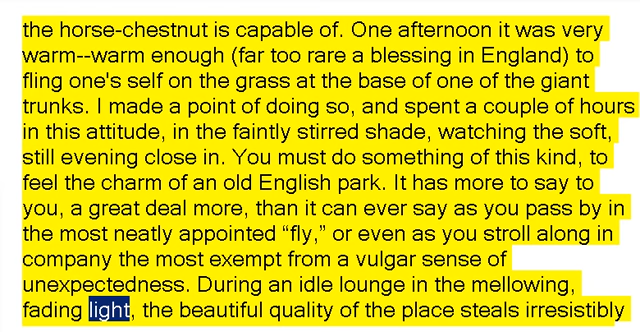 the horse-chestnut is capable of. One afternoon it was very
warm--warm enough (far too rare a blessing in England) to
fling one's self on the grass at the base of one of the giant
trunks. I made a point of doing so, and spent a couple of hours
in this attitude, in the faintly stirred shade, watching the soft,
still evening close in. You must do something of this kind, to
feel the charm of an old English park. It has more to say to
you, a great deal more, than it can ever say as you pass by in
the most neatly appointed “fly,” or even as you stroll along in
company the most exempt from a vulgar sense of
unexpectedness. During an idle lounge in the mellowing,
fading light, the beautiful quality of the place steals irresistibly